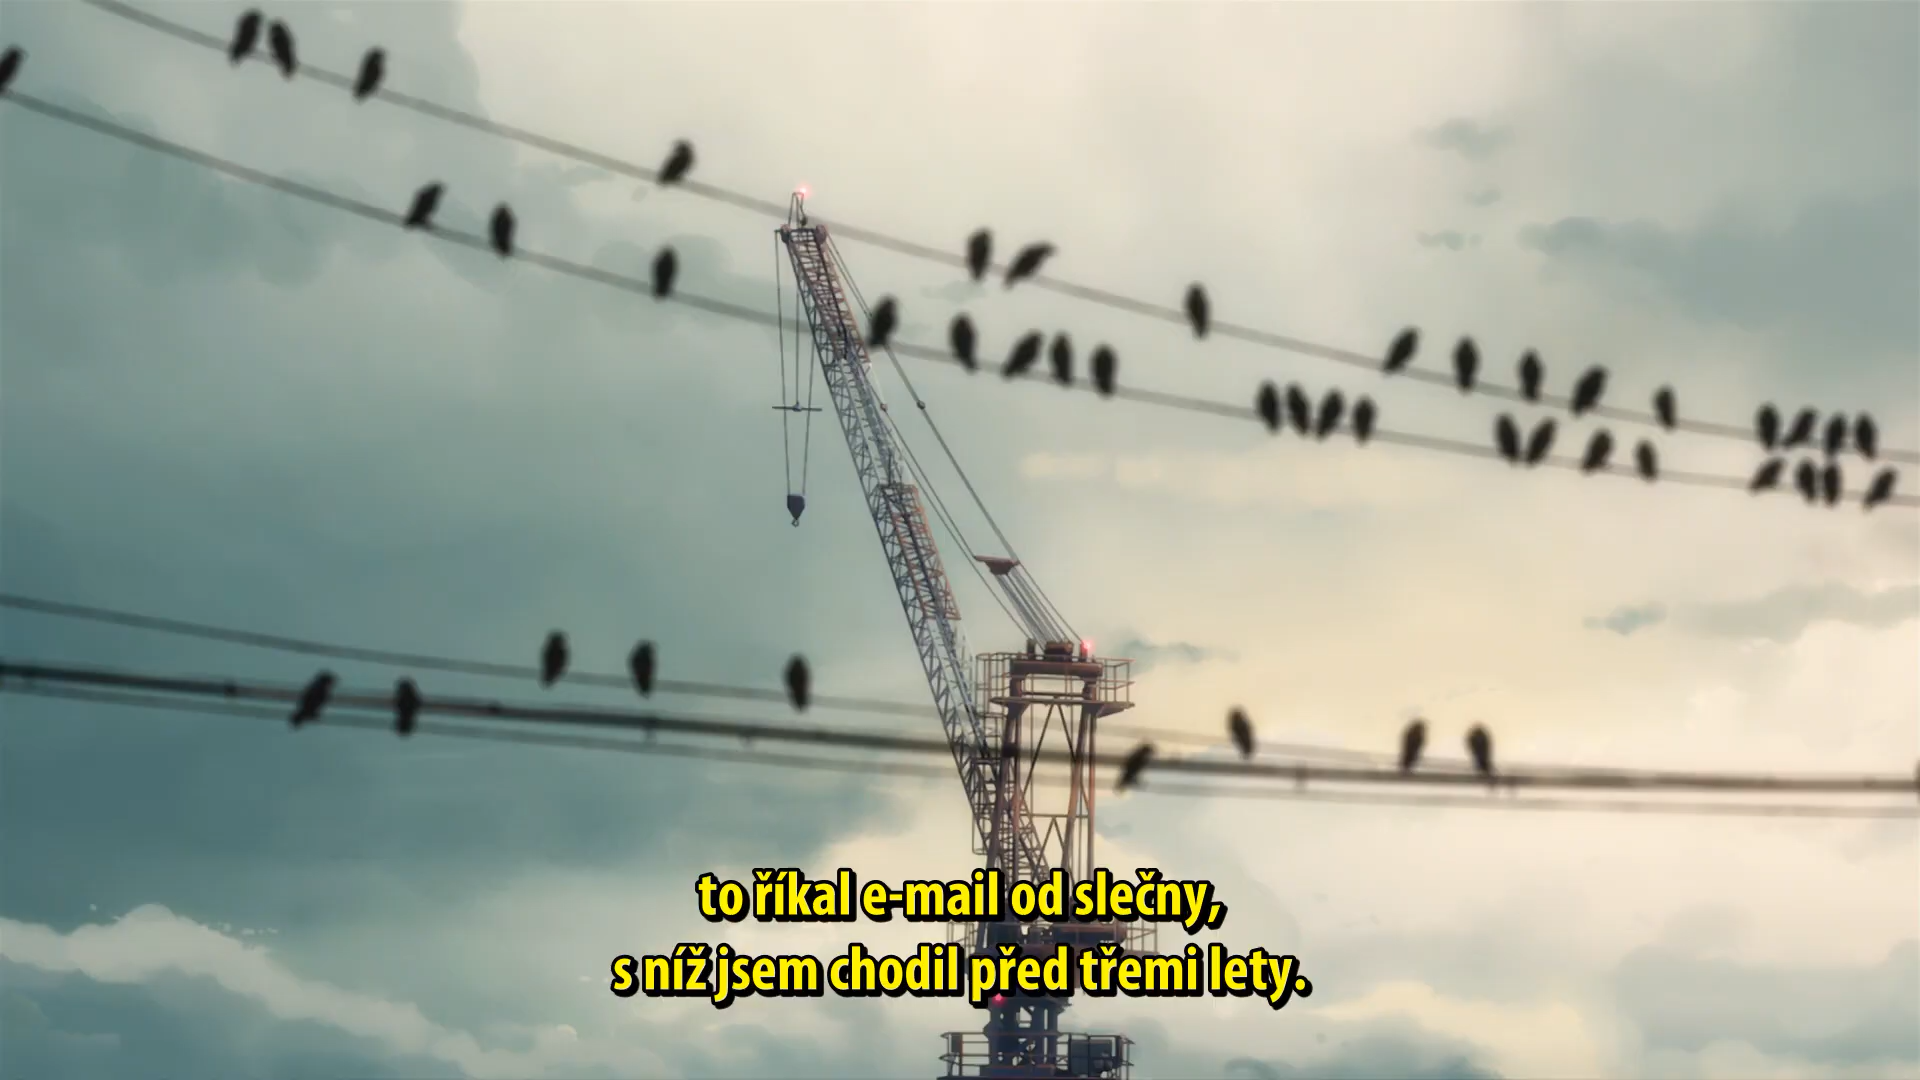 to říkal e-mail od slečny,
s níž jsem chodil před třemi lety.